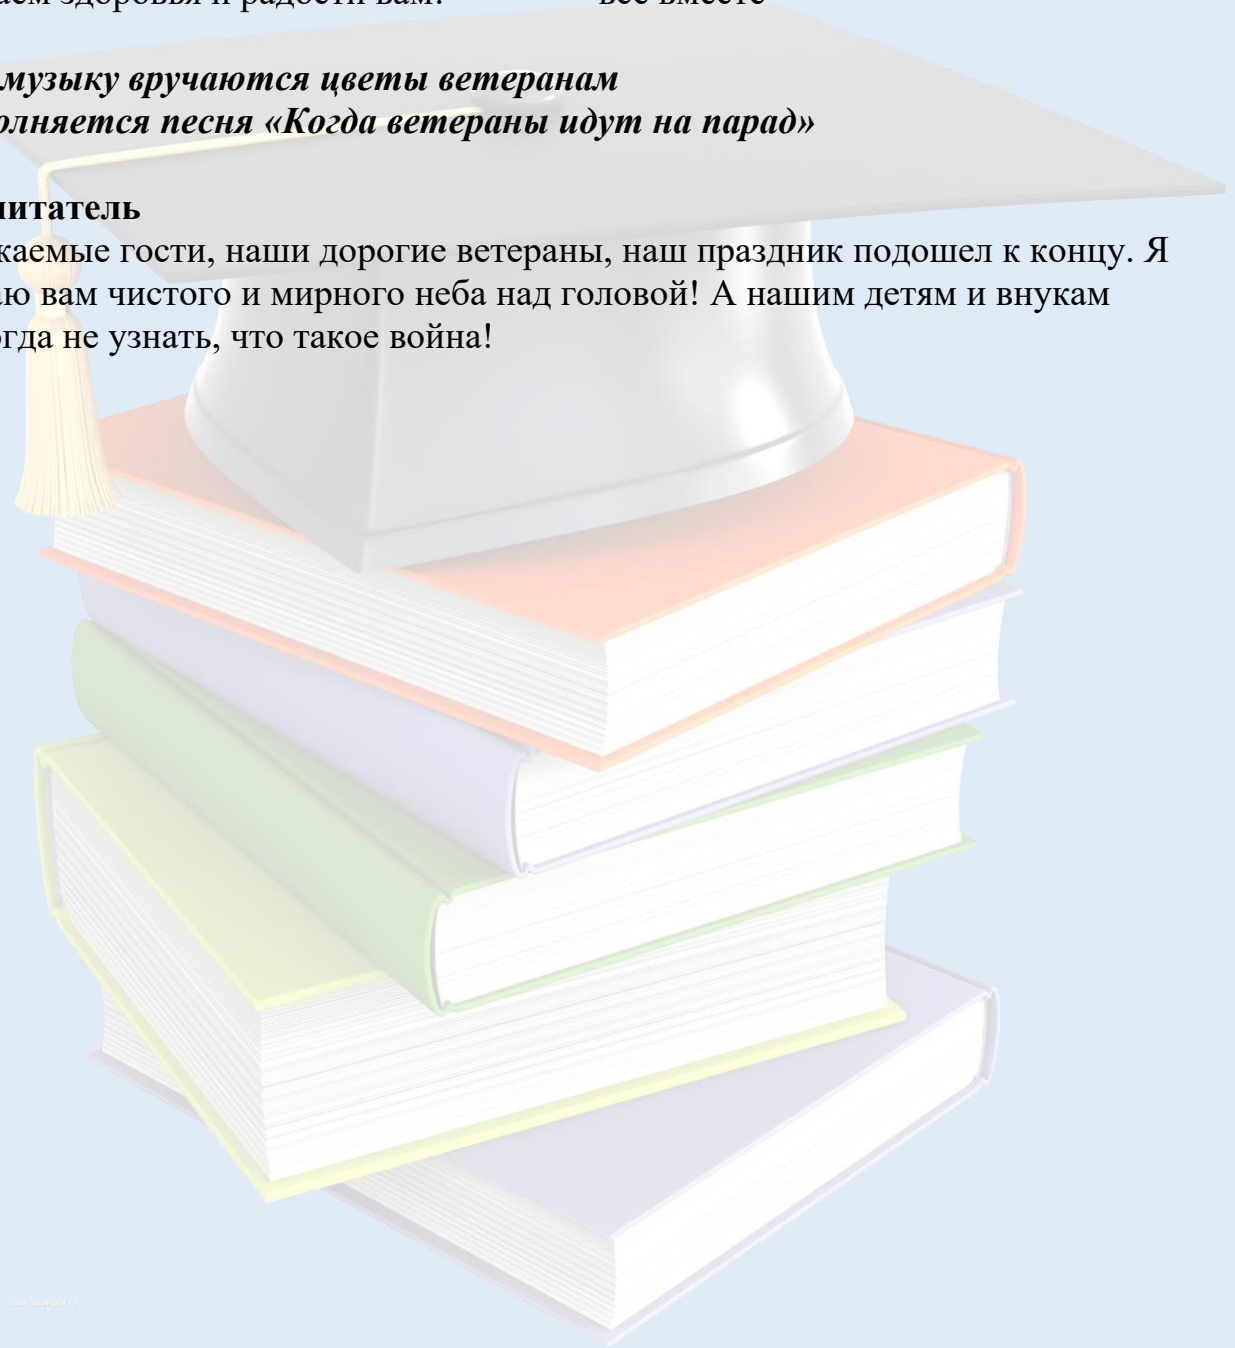 аем здоровья и радости вам! все вместе
музыку вручаются цветы ветеранам
олняется песня «Когда ветераны идут на парад»
итатель
жаемые гости, наши дорогие ветераны, наш праздник подошел к концу. Я
аю вам чистого и мирного неба над головой! А нашим детям и внукам
огда не узнать, что такое война!